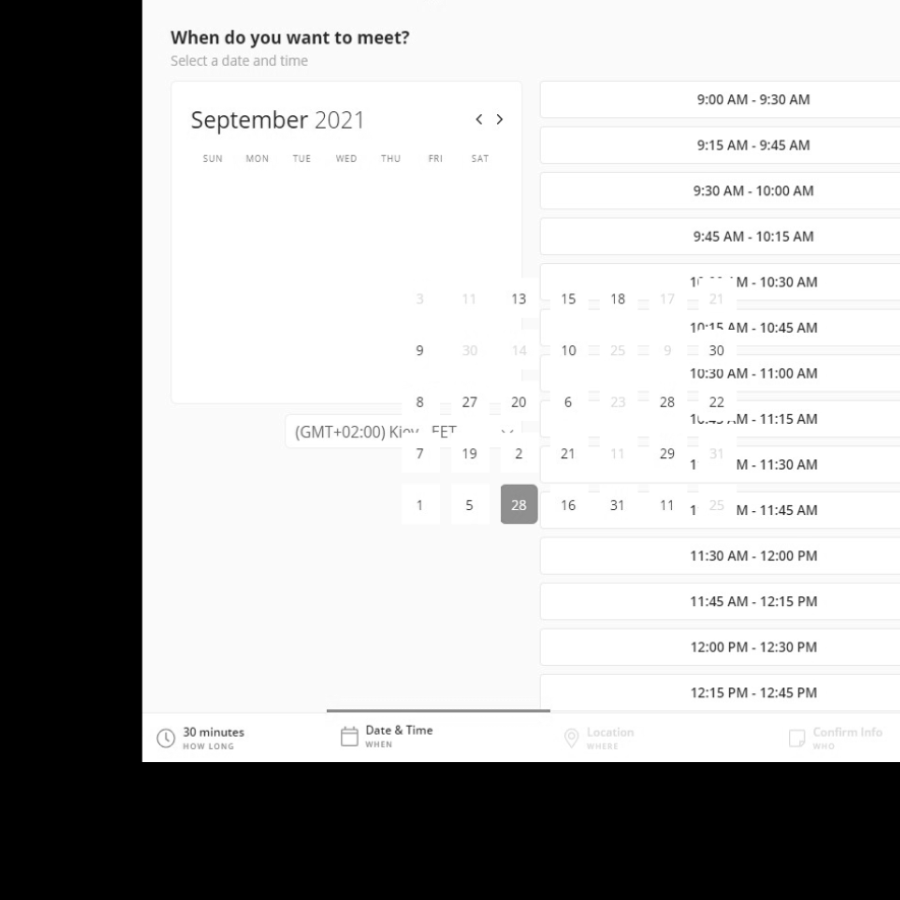 When do you want to meet?
Select a date and time
September 2021
SUN MON TUE WED THU FRI SAT
3 11 13 15 18 17 21
9 30 14 10 25 9 30
8 27 20 6 23 28 22
7 19 2 21 11 29 31
1 5 28 16 31 11 25
(GMT+02:00) EET
9:00 AM - 9:30 AM
9:15 AM - 9:45 AM
9:30 AM - 10:00 AM
9:45 AM - 10:15 AM
- 10:30 AM
10:15 AM - 10:45 AM
10:30 AM - 11:00 AM
10:45 AM - 11:15 AM
- 11:30 AM
- 11:45 AM
11:30 AM - 12:00 PM
11:45 AM - 12:15 PM
12:00 PM - 12:30 PM
12:15 PM - 12:45 PM
30 minutes
HOW LONG
Date & Time
WHEN
Location
WHERE
Confirm Info
WHO